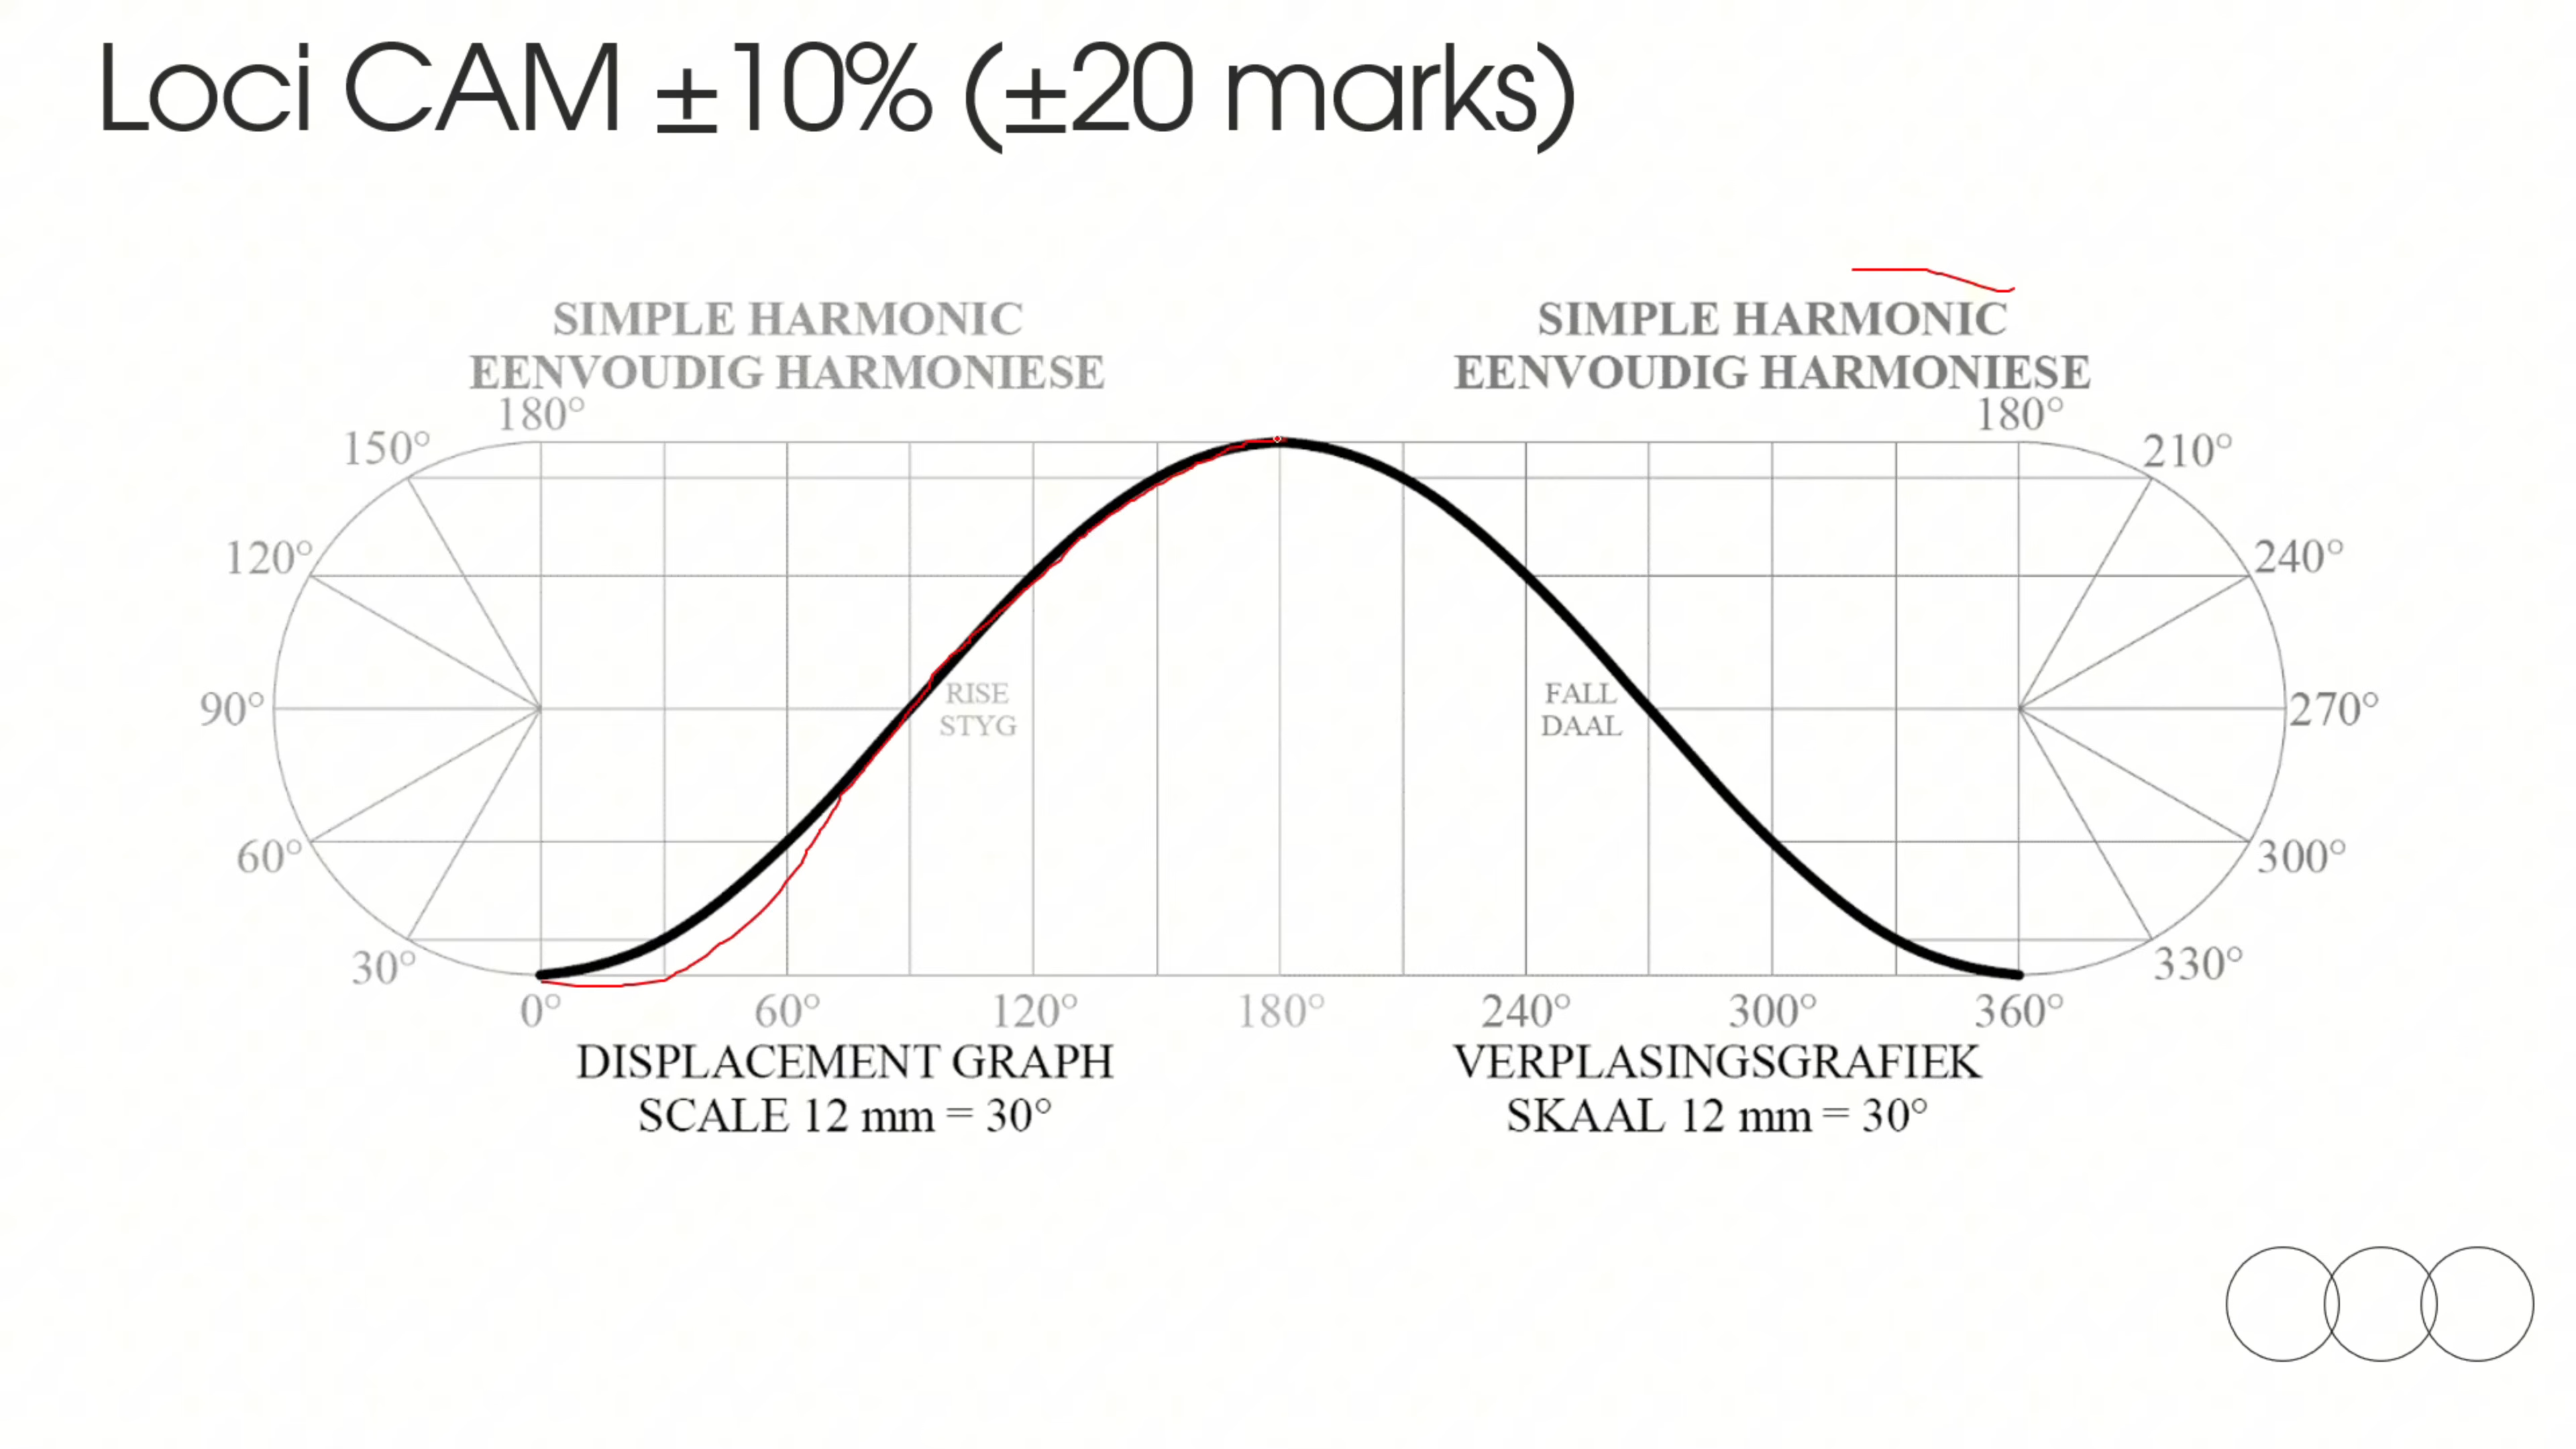 Loci CAM ±10% (±20 marks)
SIMPLE HARMONIC
EENVOUDIG HARMONIESE
SIMPLE HARMONIC
EENVOUDIG HARMONIESE
180°
150°
120°
90°
60°
30°
180°
210°
240°
270°
300°
330°
RISE
STYG
FALL
DAAL
0° 60° 120° 180° 240° 300° 360°
DISPLACEMENT GRAPH
SCALE 12 mm = 30°
VERPLASINGSGRAFIEK
SKAAL 12 mm = 30°